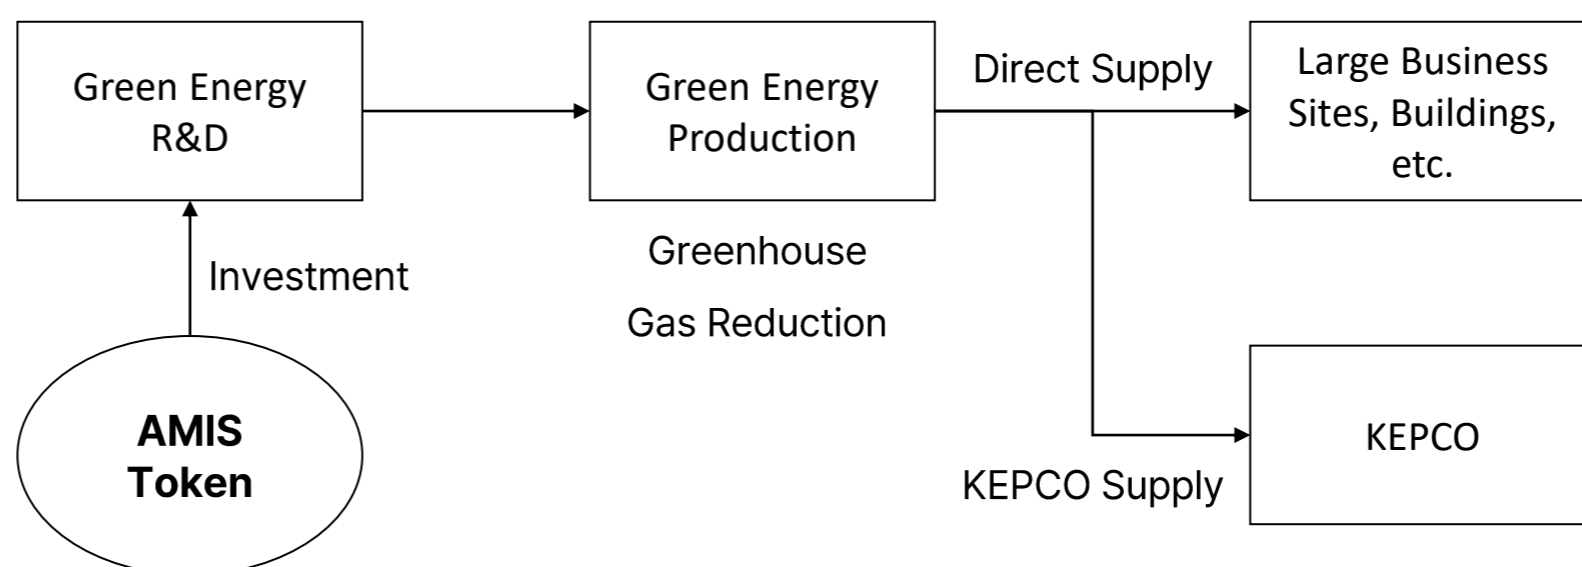 Green Energy
R&D
Green Energy
Production
Direct Supply
Large Business
Sites, Buildings,
etc.
Investment
Greenhouse
Gas Reduction
AMIS
Token
KEPCO Supply
KEPCO